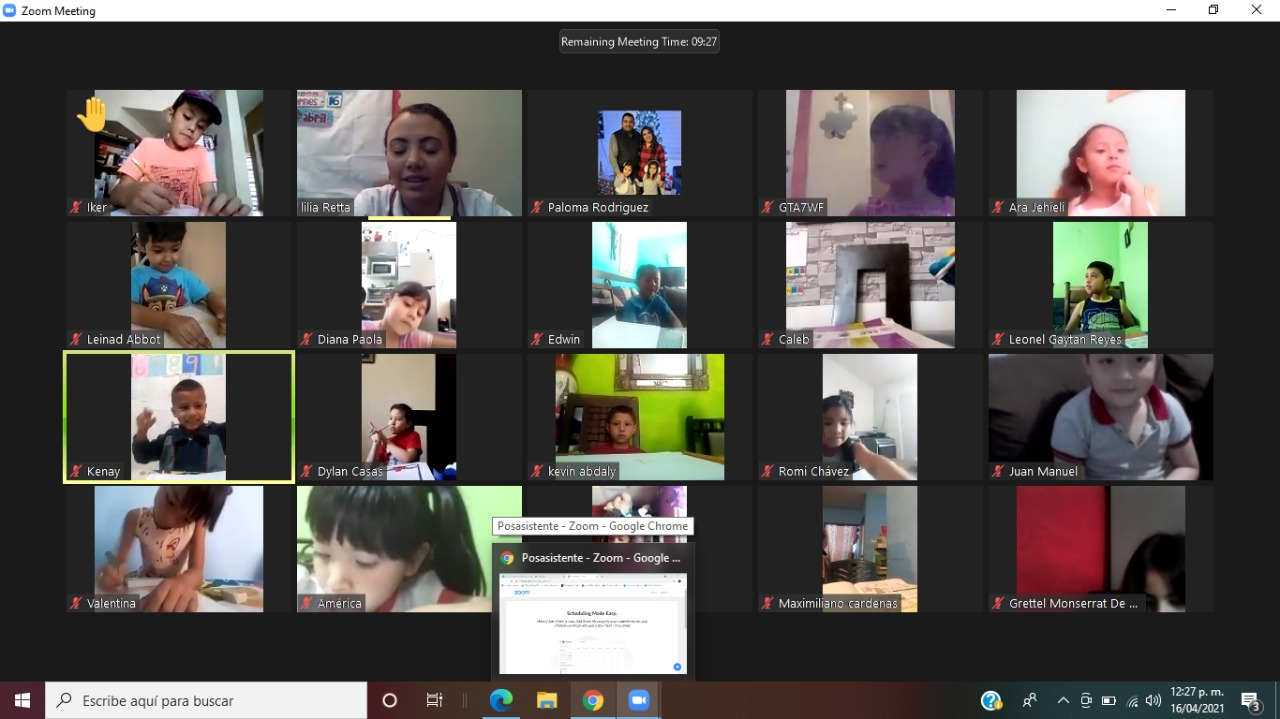 Zoom Meeting
Remaining Meeting Time: 09:27
16
abril
Iker
lilia Retta
Paloma Rodriguez
GTA7WF
Ara Jehieli
Leinad Abbot
Diana Paola
Edwin
Caleb
Leonel Gaytan Reyes
Kenay
Dylan Casas
kevin abdaly
Romi Chávez
Juan Manuel
Valentina
América
Maximiliano cardenas
Grettel Monserrat De ...
Posasistente - Zoom - Google Chrome
Posasistente - Zoom - Google ...
zoom
Scheduling Made Easy.
Escribe aquí para buscar
12:27 p. m.
16/04/2021
3